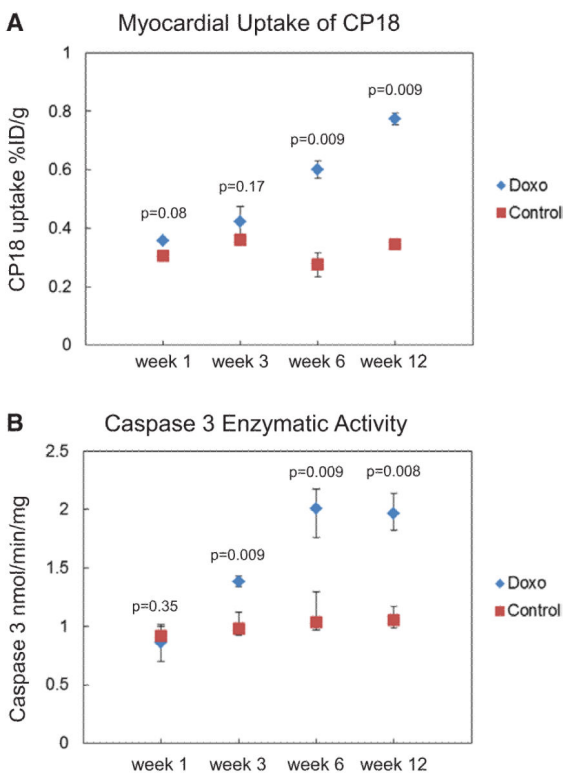 A
Myocardial Uptake of CP18
CP18 uptake %ID/g
1
0.8
0.6
0.4
0.2
0
p=0.08
p=0.17
p=0.009
p=0.009
week 1
week 3
week 6
week 12
Doxo
Control
B
Caspase 3 Enzymatic Activity
Caspase 3 nmol/min/mg
2.5
2
1.5
1
0.5
0
p=0.35
p=0.009
p=0.009
p=0.008
week 1
week 3
week 6
week 12
Doxo
Control